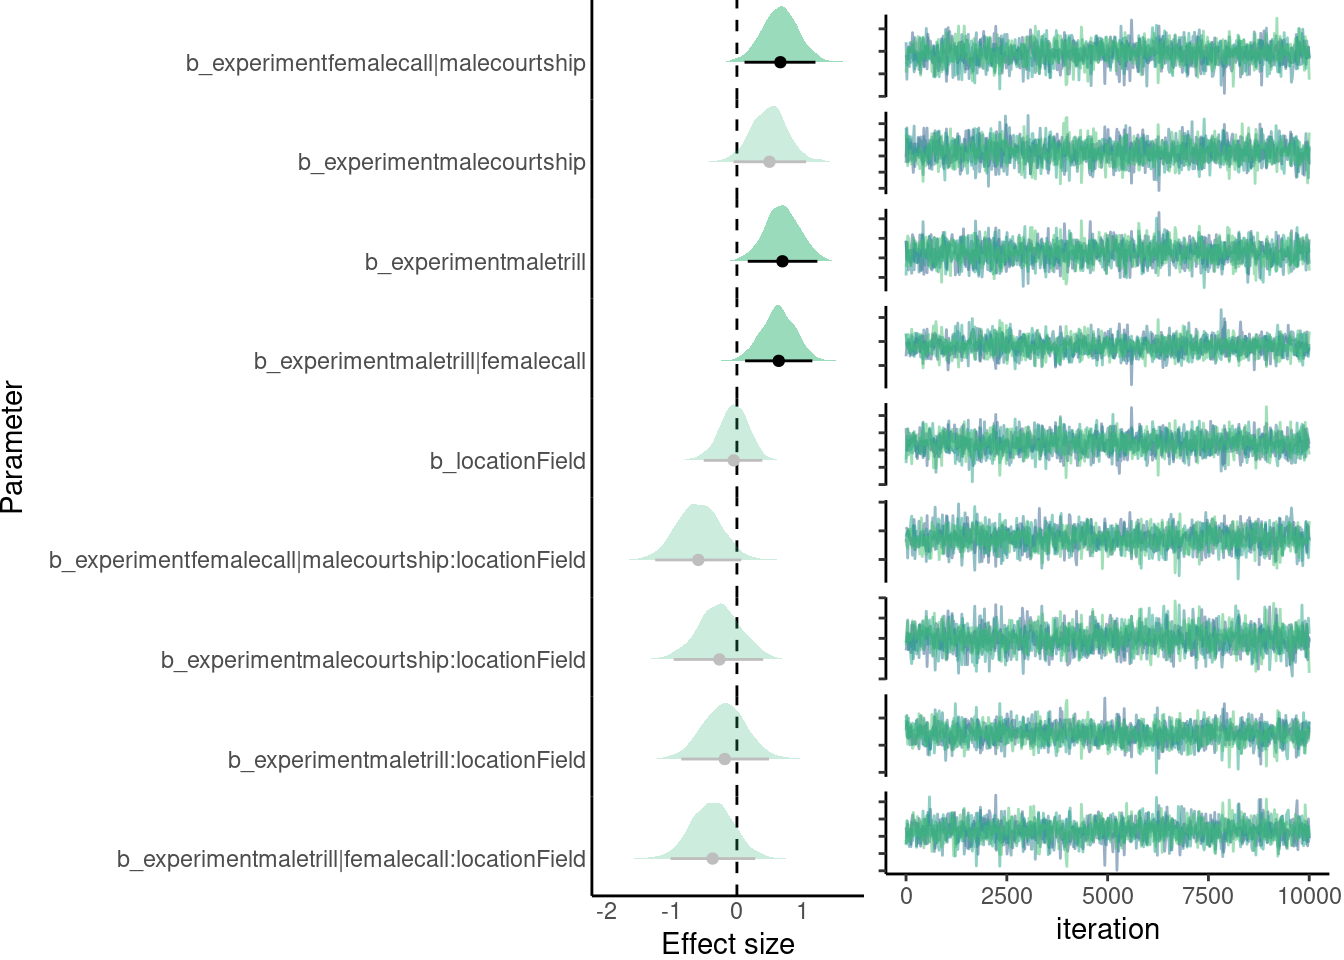 b_experimentfemalecall|malecourtship
b_experimentmalecourtship
b_experimentmaletrill
b_experimentmaletrill|femalecall
b_locationField
b_experimentfemalecall|malecourtship:locationField
b_experimentmalecourtship:locationField
b_experimentmaletrill:locationField
b_experimentmaletrill|femalecall:locationField
Parameter
-2 -1 0 1
Effect size
0 2500 5000 7500 10000
iteration